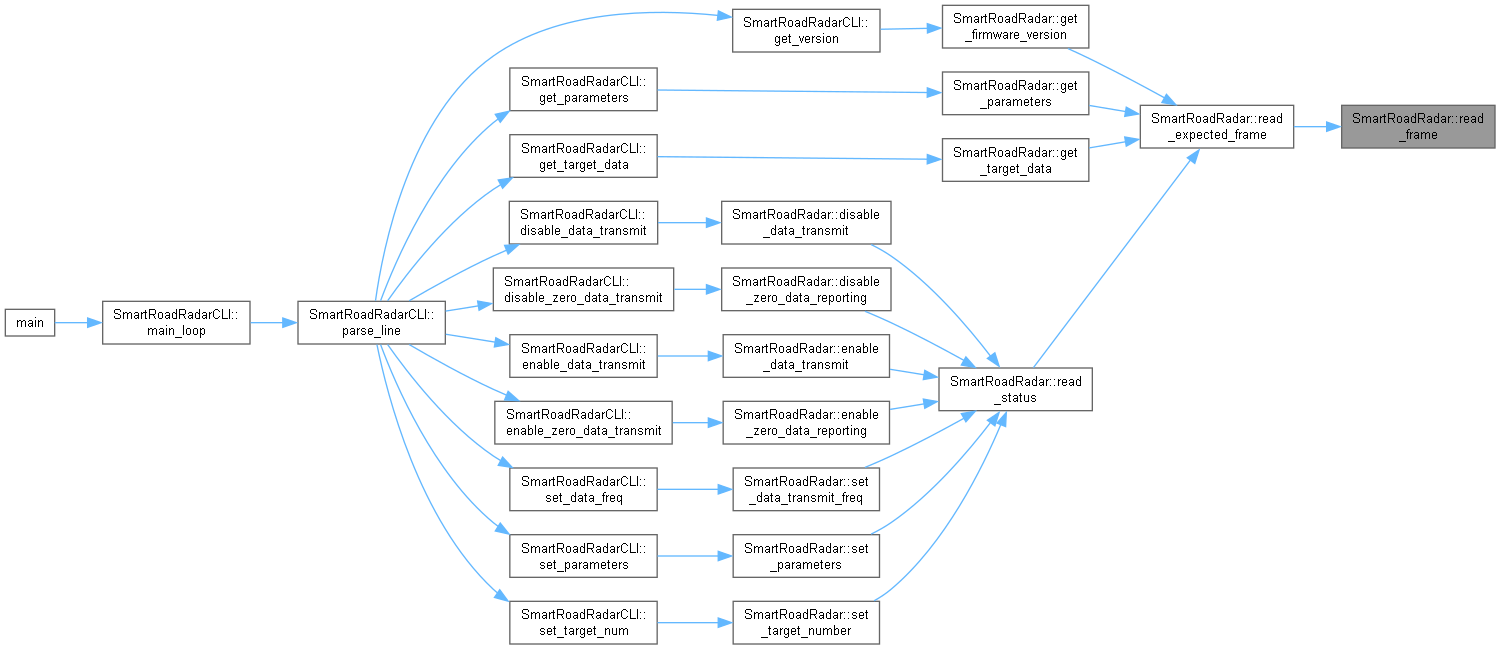 SmartRoadRadarCLI::
get_version
SmartRoadRadar::get
_firmware_version
SmartRoadRadarCLI::
get_parameters
SmartRoadRadar::get
_parameters
SmartRoadRadar::read
_expected_frame
SmartRoadRadar::read
_frame
SmartRoadRadarCLI::
get_target_data
SmartRoadRadar::get
_target_data
SmartRoadRadarCLI::
disable_data_transmit
SmartRoadRadar::disable
_data_transmit
SmartRoadRadarCLI::
disable_zero_data_transmit
SmartRoadRadar::disable
_zero_data_reporting
main
SmartRoadRadarCLI::
main_loop
SmartRoadRadarCLI::
parse_line
SmartRoadRadarCLI::
enable_data_transmit
SmartRoadRadar::enable
_data_transmit
SmartRoadRadar::read
_status
SmartRoadRadarCLI::
enable_zero_data_transmit
SmartRoadRadar::enable
_zero_data_reporting
SmartRoadRadarCLI::
set_data_freq
SmartRoadRadar::set
_data_transmit_freq
SmartRoadRadarCLI::
set_parameters
SmartRoadRadar::set
_parameters
SmartRoadRadarCLI::
set_target_num
SmartRoadRadar::set
_target_number